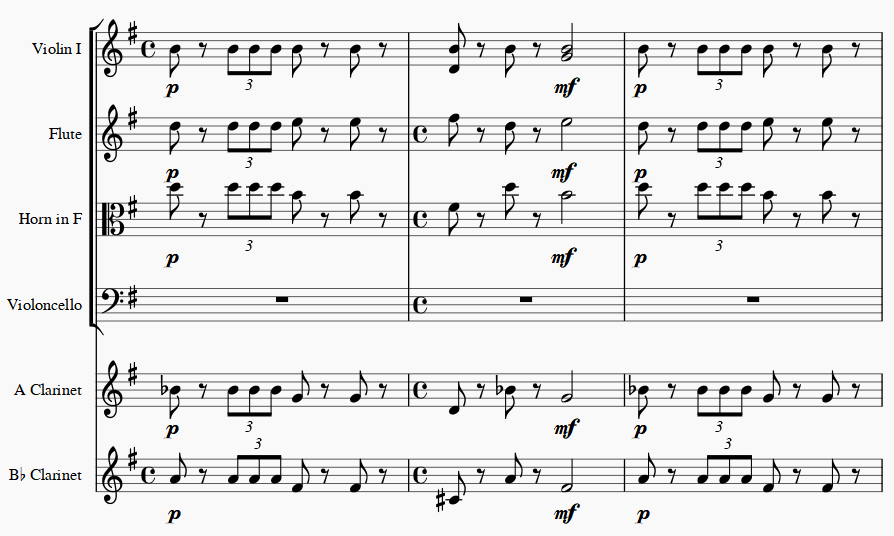 Violin I
p 3 mf p 3
Flute
p 3 mf p 3
Horn in F
p 3 mf p 3
Violoncello
A Clarinet
p 3 mf p 3
B♭ Clarinet
3 3
p mf p